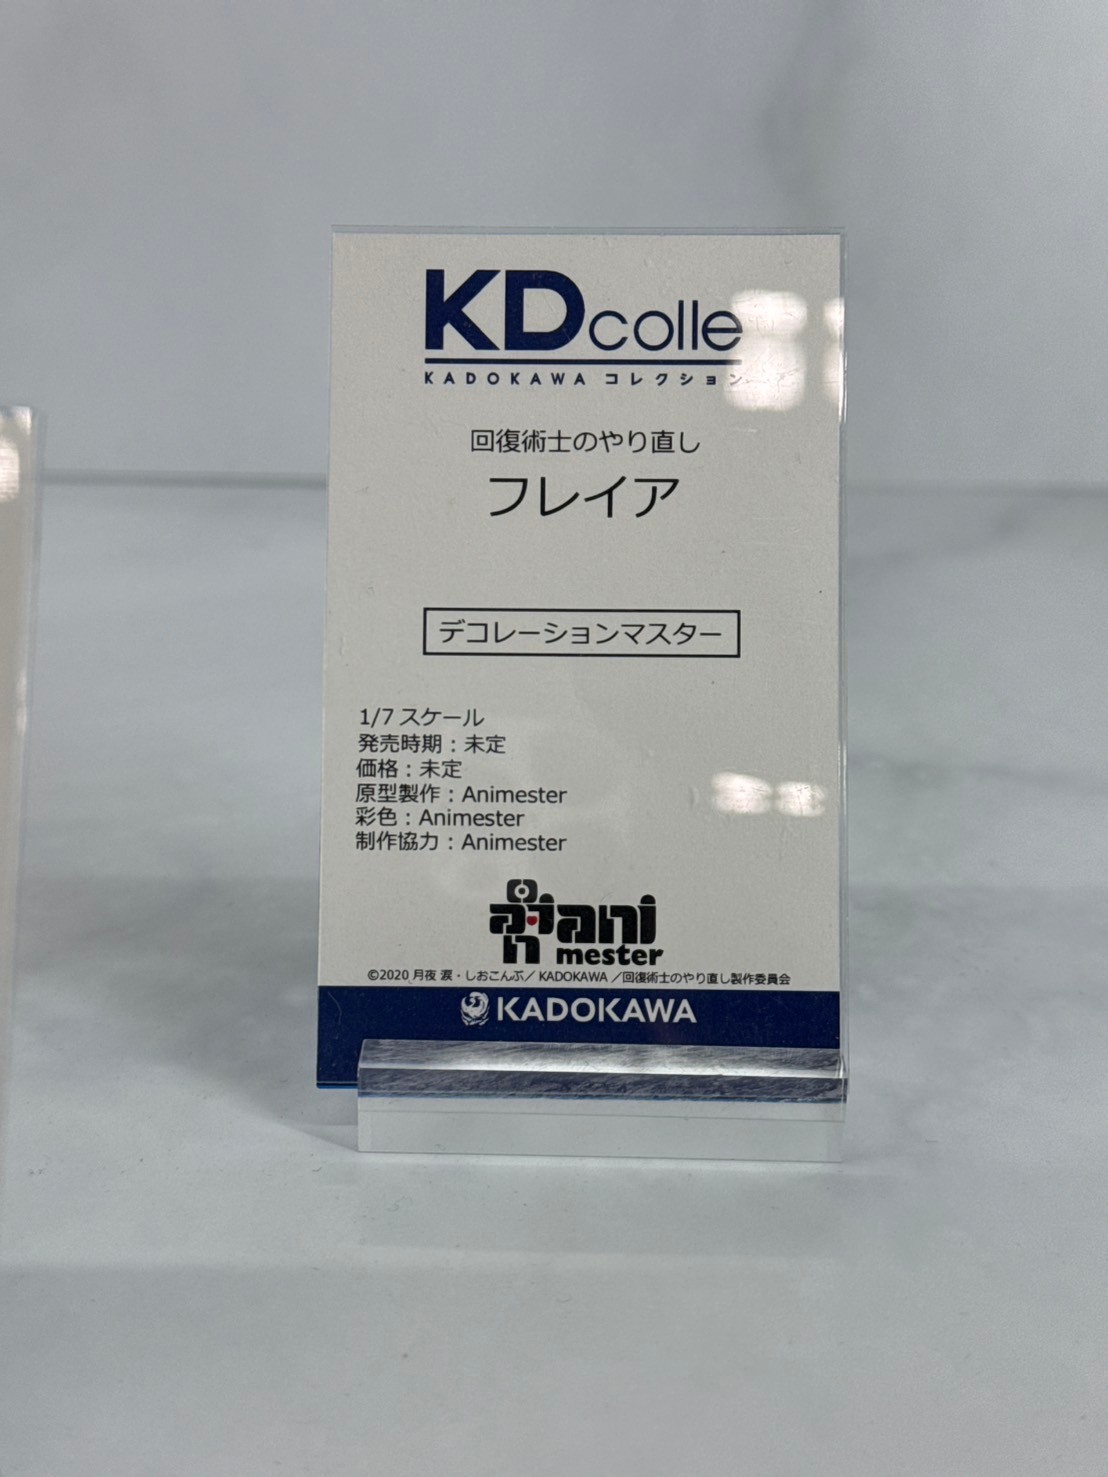 KDcolle
KADOKAWA コレクション
回復術士のやり直し
フレイア
デコレーションマスター
1/7 スケール
発売時期：未定
価格：未定
原型製作：Animester
彩色：Animester
制作協力：Animester
ani
mester
©2020 月夜 涙・しおこんぶ／ KADOKAWA ／回復術士のやり直し製作委員会
KADOKAWA